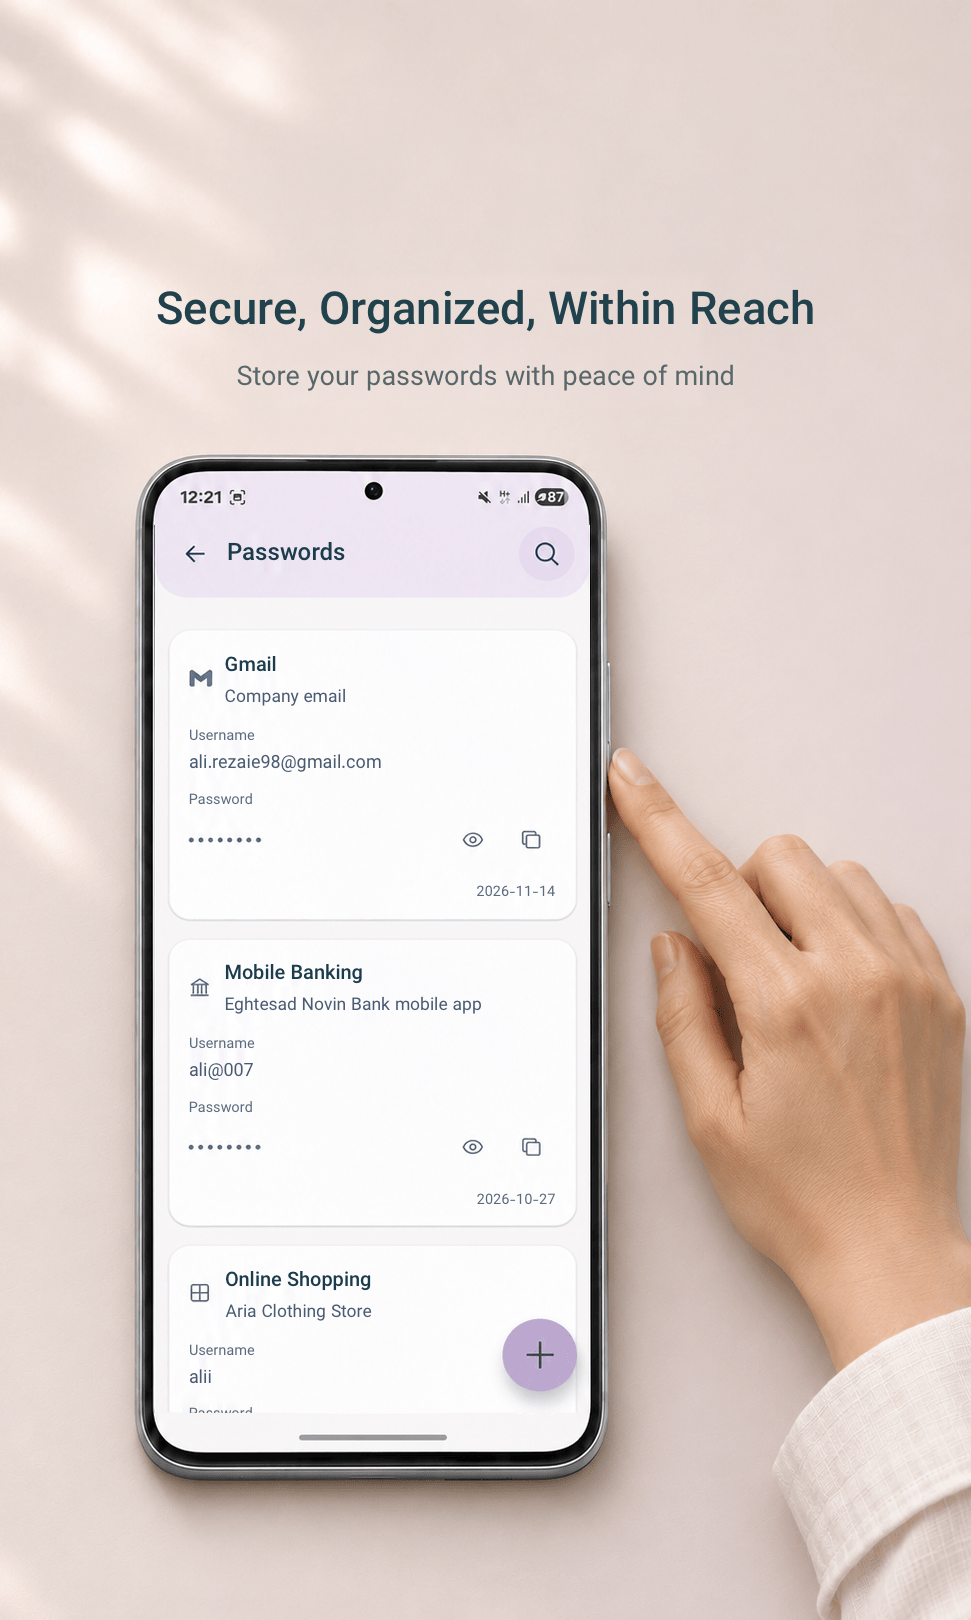 Secure, Organized, Within Reach
Store your passwords with peace of mind
12:21
H+
87
Passwords
Gmail
Company email
Username
ali.rezaie98@gmail.com
Password
••••••••
2026-11-14
Mobile Banking
Eghtesad Novin Bank mobile app
Username
ali@007
Password
••••••••
2026-10-27
Online Shopping
Aria Clothing Store
Username
alii
Password